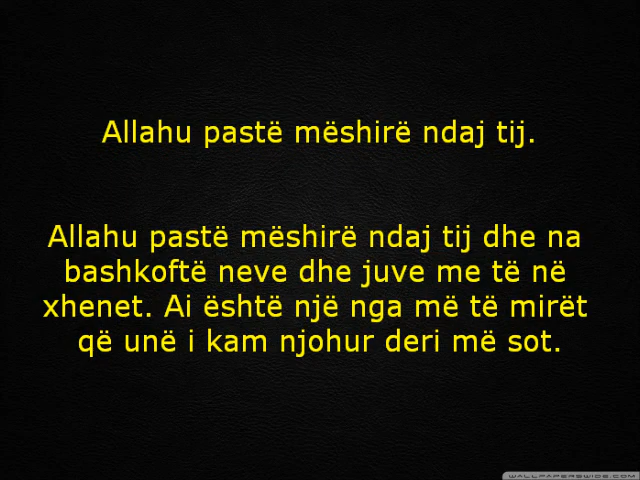 Allahu pastë mëshirë ndaj tij.
Allahu pastë mëshirë ndaj tij dhe na
bashkoftë neve dhe juve me të në
xhenet. Ai është një nga më të mirët
që unë i kam njohur deri më sot.
WALLPAPERSWIDE.COM